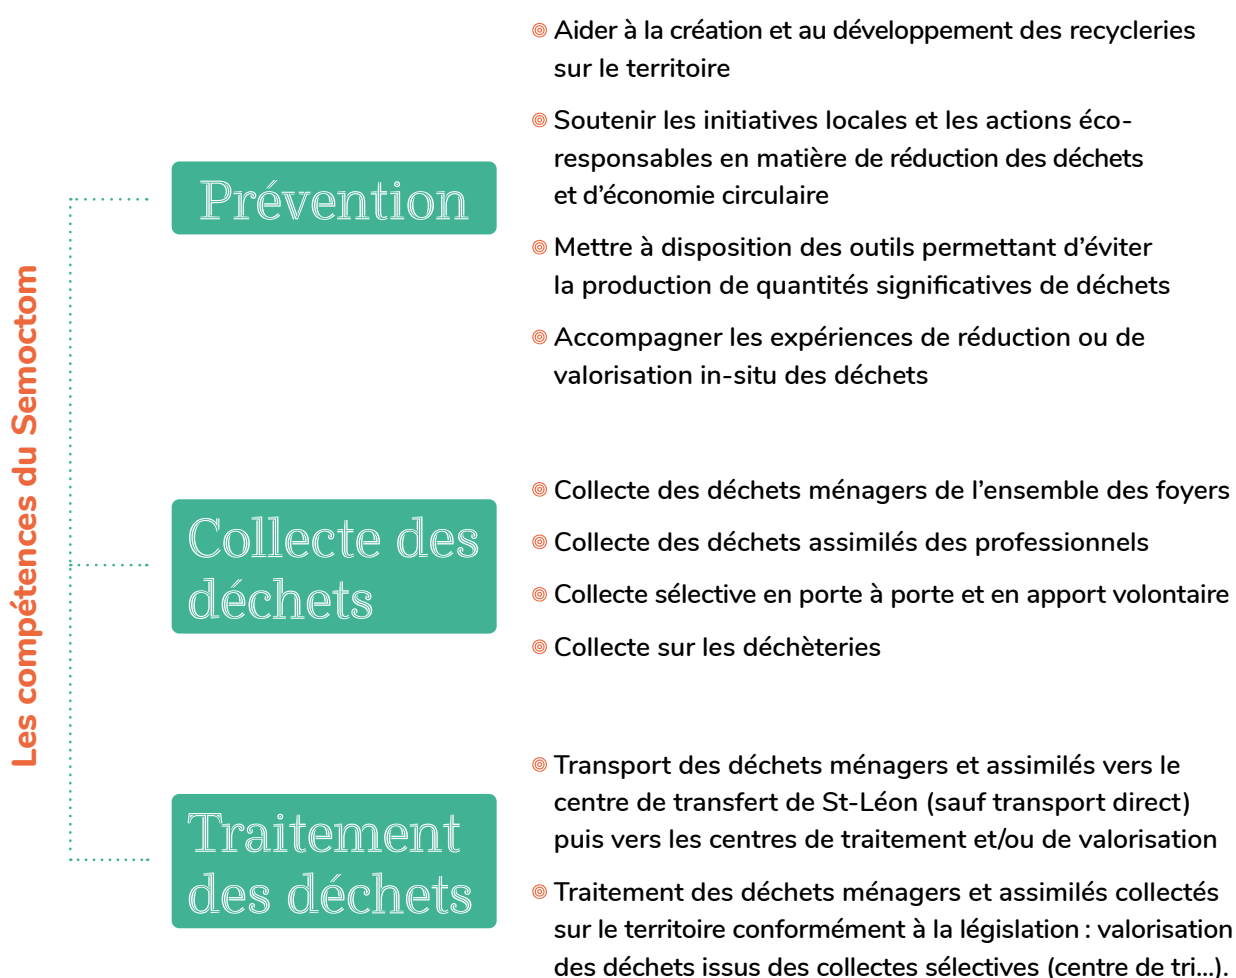 Les compétences du Semoctom
Prévention
Aider à la création et au développement des recycleries
sur le territoire
Soutenir les initiatives locales et les actions éco-
responsables en matière de réduction des déchets
et d’économie circulaire
Mettre à disposition des outils permettant d’éviter
la production de quantités significatives de déchets
Accompagner les expériences de réduction ou de
valorisation in-situ des déchets
Collecte des
déchets
Collecte des déchets ménagers de l’ensemble des foyers
Collecte des déchets assimilés des professionnels
Collecte sélective en porte à porte et en apport volontaire
Collecte sur les déchèteries
Traitement
des déchets
Transport des déchets ménagers et assimilés vers le
centre de transfert de St-Léon (sauf transport direct)
puis vers les centres de traitement et/ou de valorisation
Traitement des déchets ménagers et assimilés collectés
sur le territoire conformément à la législation : valorisation
des déchets issus des collectes sélectives (centre de tri...).